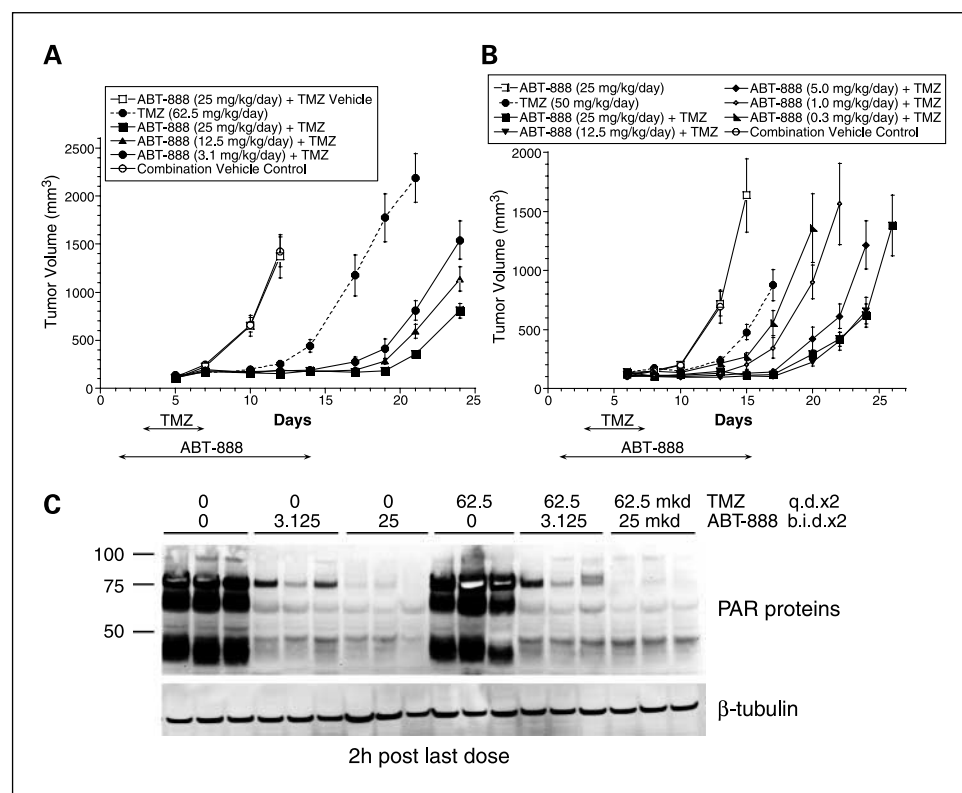 A
ABT-888 (25 mg/kg/day) + TMZ Vehicle
TMZ (62.5 mg/kg/day)
ABT-888 (25 mg/kg/day) + TMZ
ABT-888 (12.5 mg/kg/day) + TMZ
ABT-888 (3.1 mg/kg/day) + TMZ
Combination Vehicle Control
Tumor Volume (mm³)
2500
2000
1500
1000
500
0
0 5 10 15 20 25
Days
TMZ
ABT-888
B
ABT-888 (25 mg/kg/day)
TMZ (50 mg/kg/day)
ABT-888 (25 mg/kg/day) + TMZ
ABT-888 (12.5 mg/kg/day) + TMZ
ABT-888 (5.0 mg/kg/day) + TMZ
ABT-888 (1.0 mg/kg/day) + TMZ
ABT-888 (0.3 mg/kg/day) + TMZ
Combination Vehicle Control
Tumor Volume (mm³)
2000
1500
1000
500
0
0 5 10 15 20 25
Days
TMZ
ABT-888
C
0 0 0 62.5 62.5 62.5 mkd TMZ q.d.x2
0 3.125 25 0 3.125 25 mkd ABT-888 b.i.d.x2
100
75
50
PAR proteins
β-tubulin
2h post last dose